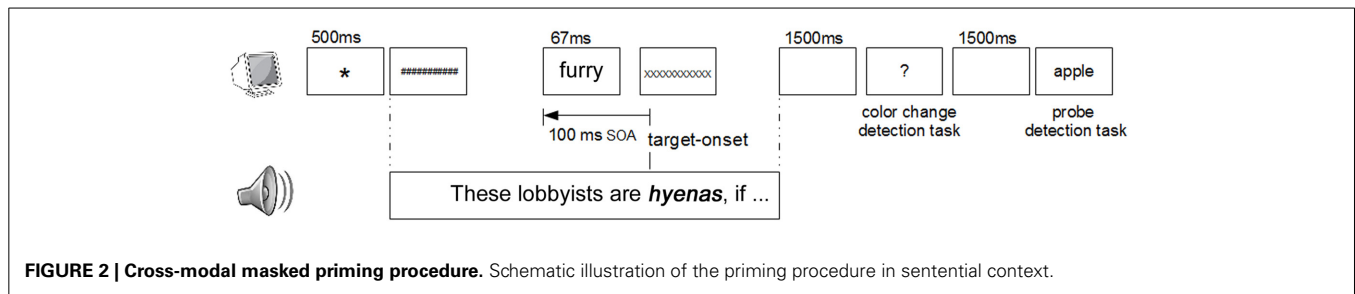 500ms 67ms 1500ms 1500ms
* ########### furry xxxxxxxxxxx ? apple
color change probe
detection task detection task
100 ms SOA target-onset
These lobbyists are hyenas, if ...
FIGURE 2 | Cross-modal masked priming procedure. Schematic illustration of the priming procedure in sentential context.